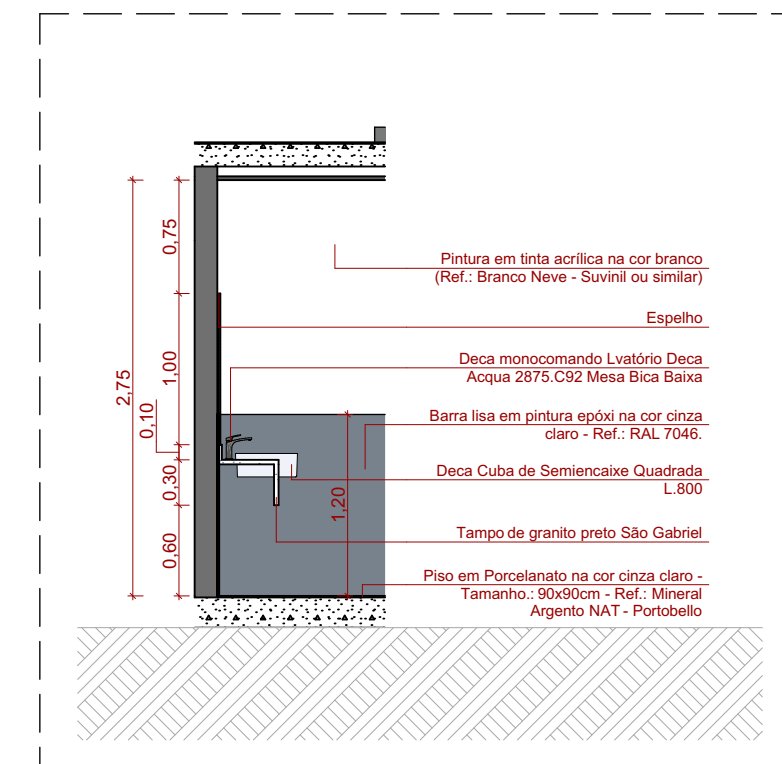 0,75
Pintura em tinta acrílica na cor branco
(Ref.: Branco Neve - Suvinil ou similar)
Espelho
1,00
Deca monocomando Lvatório Deca
Acqua 2875.C92 Mesa Bica Baixa
2,75
0,10
Barra lisa em pintura epóxi na cor cinza
claro - Ref.: RAL 7046.
0,30
Deca Cuba de Semiencaixe Quadrada
L.800
1,20
Tampo de granito preto São Gabriel
0,60
Piso em Porcelanato na cor cinza claro -
Tamanho.: 90x90cm - Ref.: Mineral
Argento NAT - Portobello